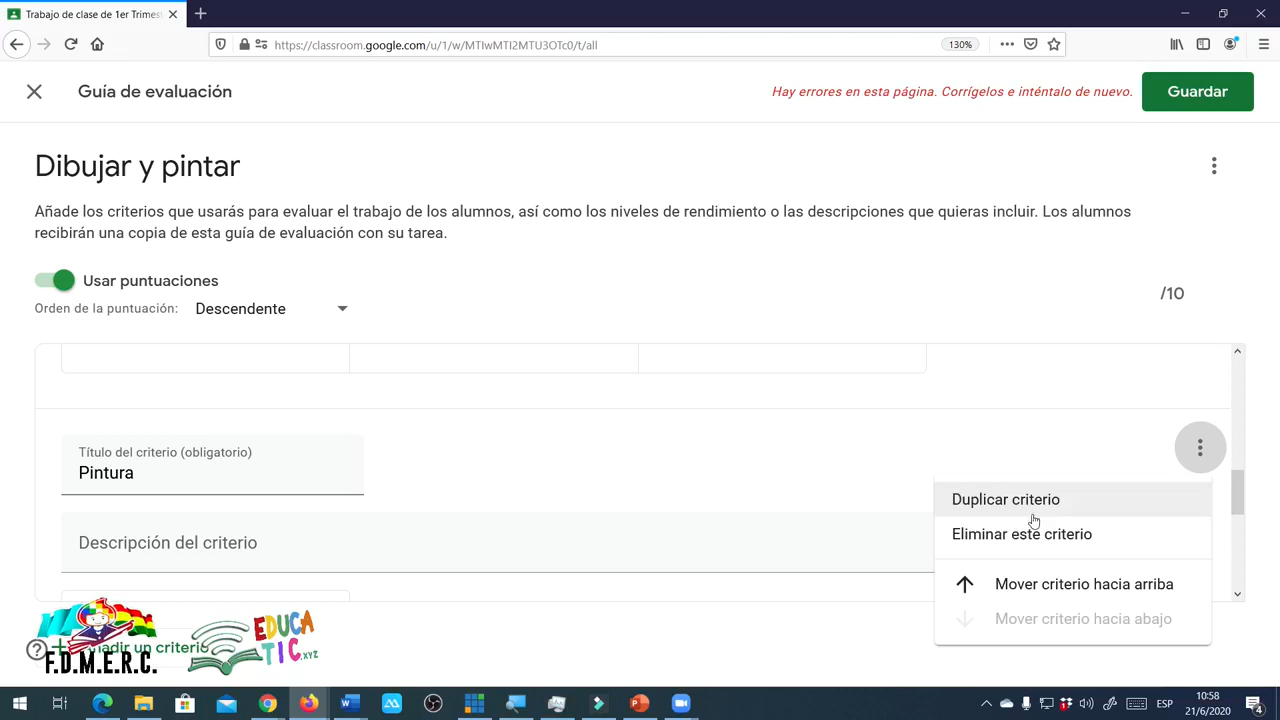 Trabajo de clase de 1er Trimest
https://classroom.google.com/u/1/w/MTIwMTI2MTU3OTc0/t/all
130%
Guía de evaluación
Hay errores en esta página. Corrígelos e inténtalo de nuevo.
Guardar
Dibujar y pintar
Añade los criterios que usarás para evaluar el trabajo de los alumnos, así como los niveles de rendimiento o las descripciones que quieras incluir. Los alumnos
recibirán una copia de esta guía de evaluación con su tarea.
Usar puntuaciones
Orden de la puntuación: Descendente
/10
Título del criterio (obligatorio)
Pintura
Descripción del criterio
Duplicar criterio
Eliminar este criterio
Mover criterio hacia arriba
Mover criterio hacia abajo
Añadir un criterio
F.D.M.E.R.C.
EDUCA
TIC.xyz
ESP
10:58
21/6/2020
4